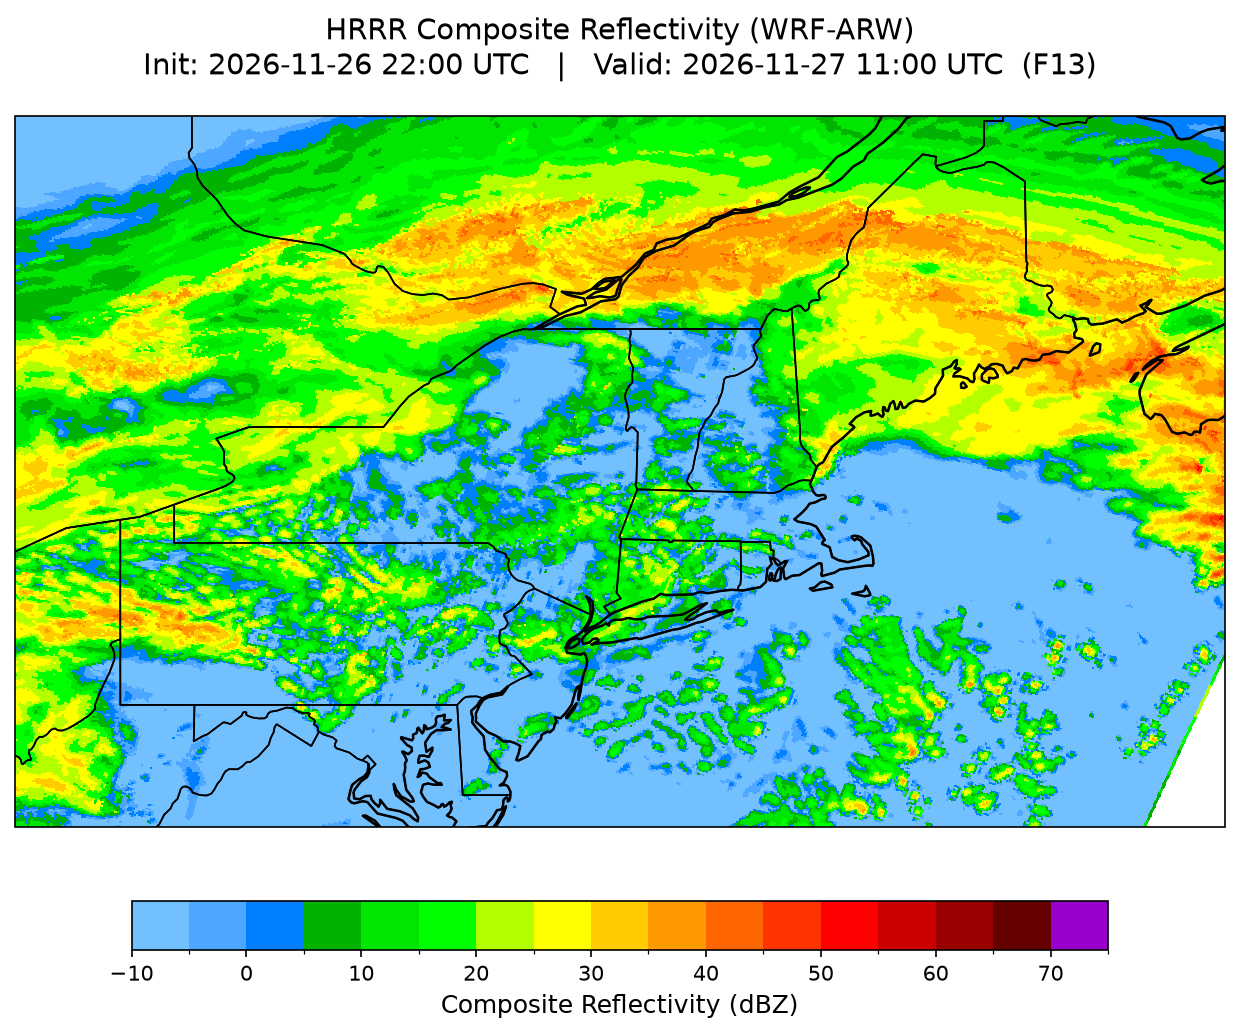 HRRR Composite Reflectivity (WRF-ARW)
Init: 2026-11-26 22:00 UTC   |   Valid: 2026-11-27 11:00 UTC  (F13)
−10 0 10 20 30 40 50 60 70
Composite Reflectivity (dBZ)